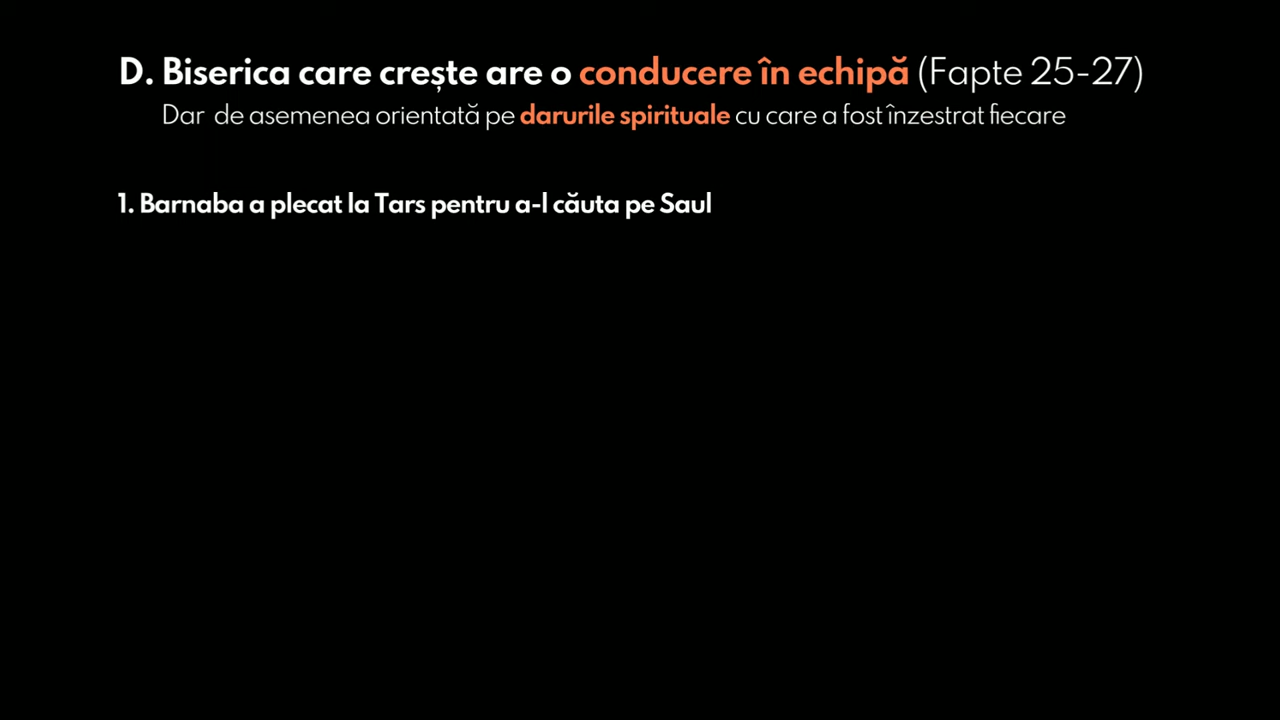 D. Biserica care crește are o conducere în echipă (Fapte 25-27)
Dar de asemenea orientată pe darurile spirituale cu care a fost înzestrat fiecare
1. Barnaba a plecat la Tars pentru a-l căuta pe Saul